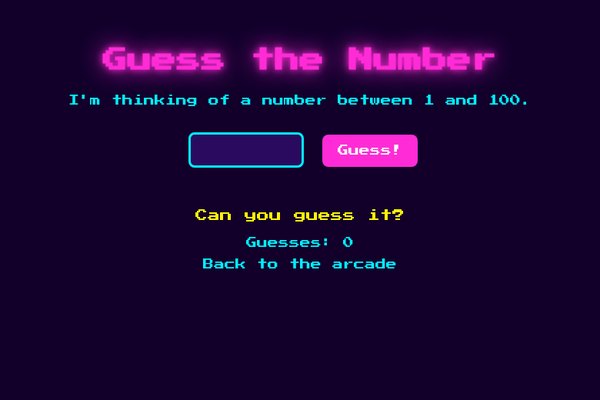 Guess the Number
I'm thinking of a number between 1 and 100.
Guess!
Can you guess it?
Guesses: 0
Back to the arcade